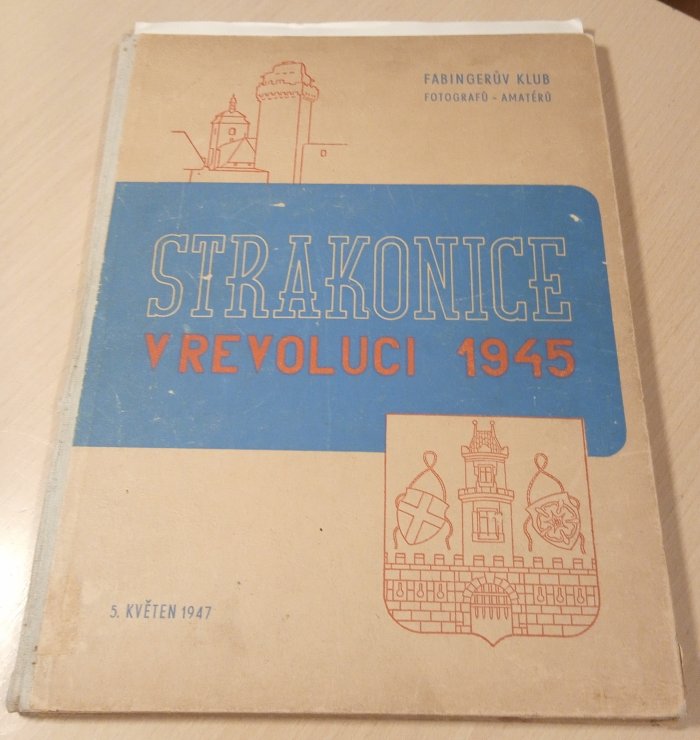 FABINGERŮV KLUB
FOTOGRAFŮ - AMATÉRŮ
STRAKONICE
V REVOLUCI 1945
5. KVĚTEN 1947